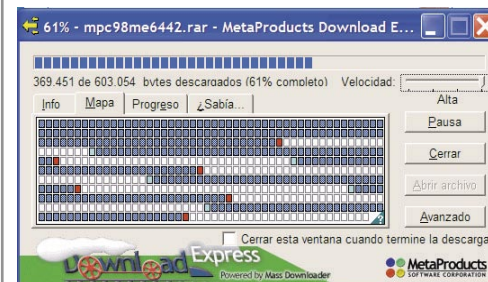 61% - mpc98me6442.rar - MetaProducts Download E...
369.451 de 603.054 bytes descargados (61% completo) Velocidad:
Alta
Info Mapa Progreso ¿Sabía...
Pausa
Cerrar
Abrir archivo
Avanzado
Cerrar esta ventana cuando termine la descarga
Download Express
Powered by Mass Downloader
MetaProducts
SOFTWARE CORPORATION